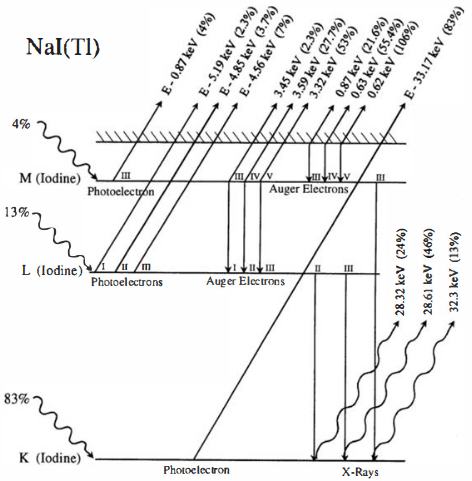 NaI(Tl)
E - 0.87 keV (4%)
E - 5.19 keV (2.3%)
E - 4.85 keV (3.7%)
E - 4.56 keV (7%)
3.45 keV (2.3%)
3.59 keV (27.7%)
3.32 keV (53%)
0.87 keV (21.6%)
0.63 keV (55.4%)
0.62 keV (106%)
E - 33.17 keV (83%)
4%
M (Iodine)
III
III IV V
III IV V
III
Photoelectron
Auger Electrons
13%
L (Iodine)
I II III
I II III
II III
Photoelectrons
Auger Electrons
28.32 keV (24%)
28.61 keV (46%)
32.3 keV (13%)
83%
K (Iodine)
Photoelectron
X-Rays